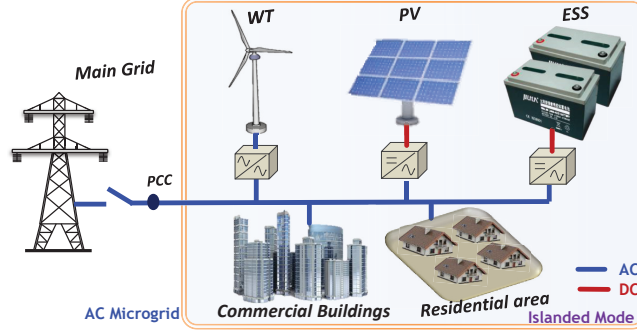 WT
PV
ESS
Main Grid
PCC
Commercial Buildings
Residential area
AC
DC
AC Microgrid
Islanded Mode